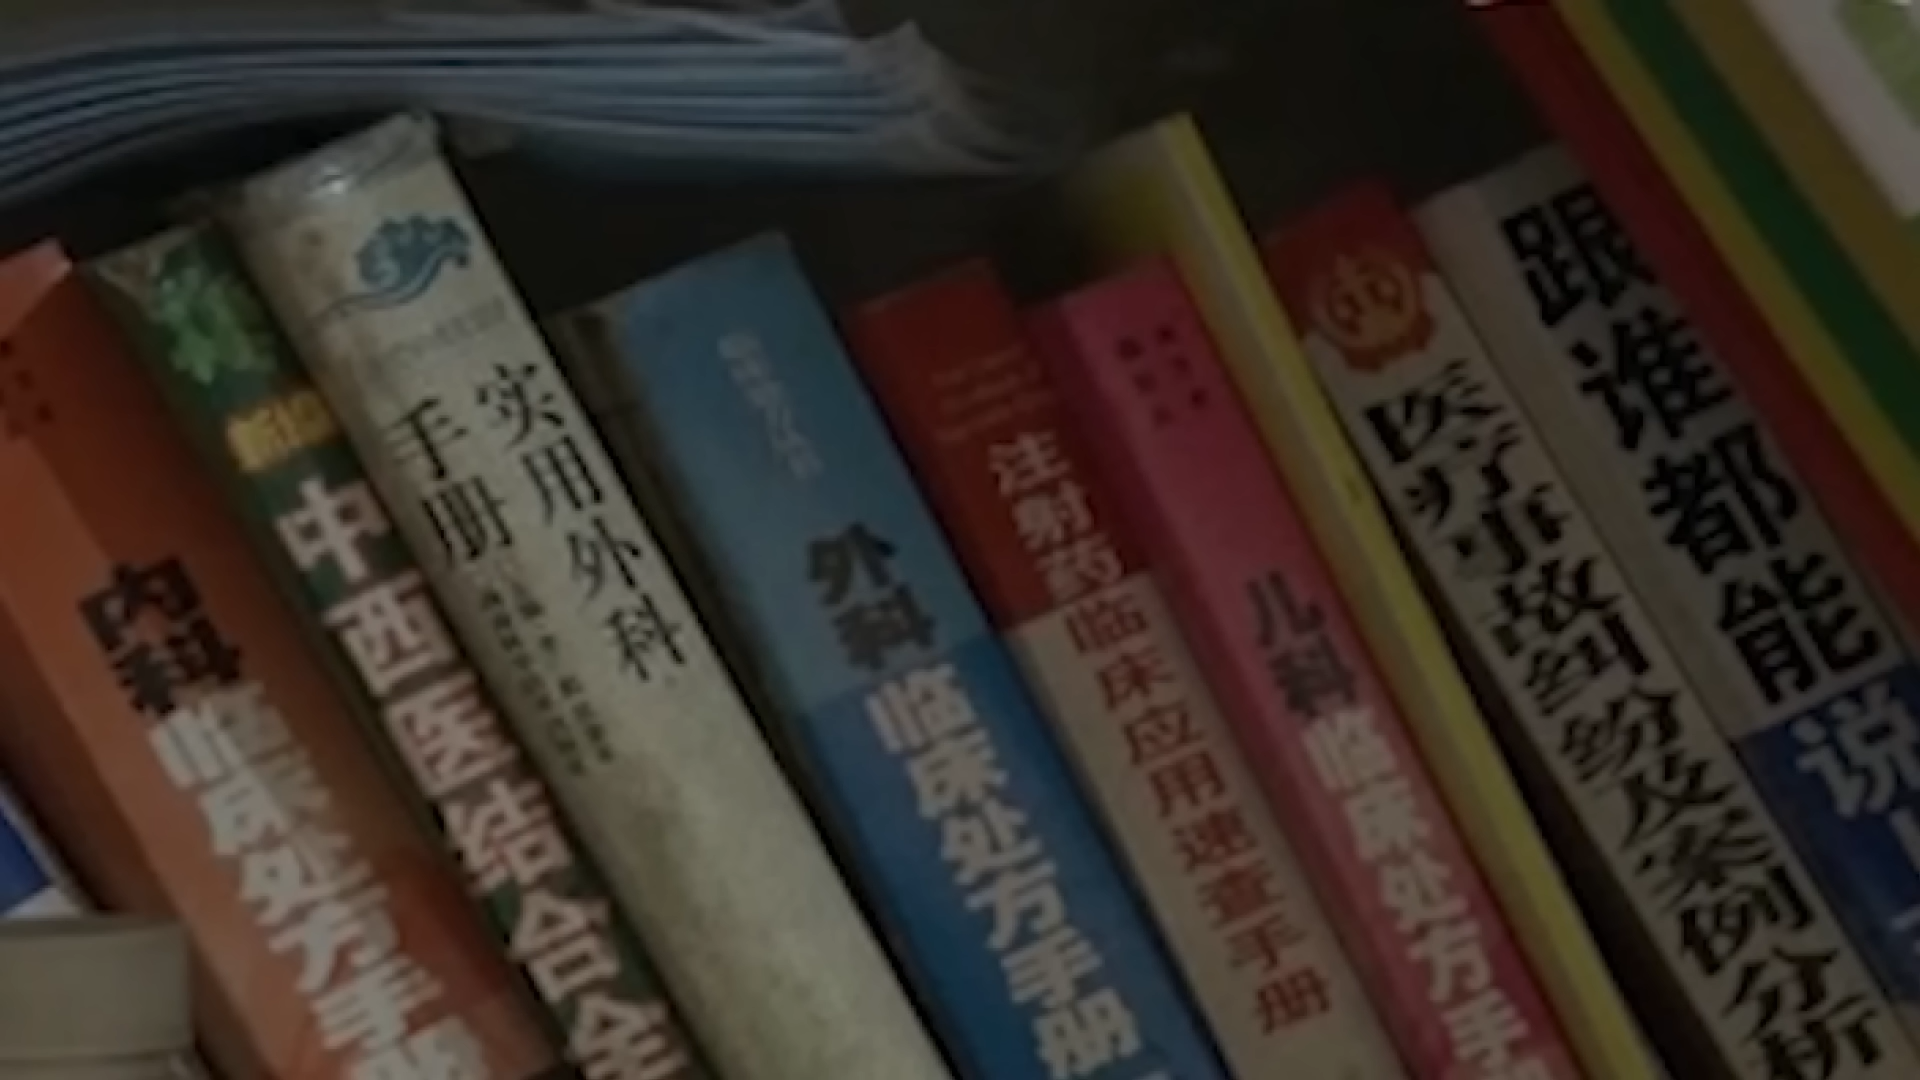 内科临床处方手册
中西医结合全
实用外科
手册
外科临床处方手册
注射药临床应用速查手册
儿科临床处方手册
医疗事故纠纷及案例分析
跟谁都能说